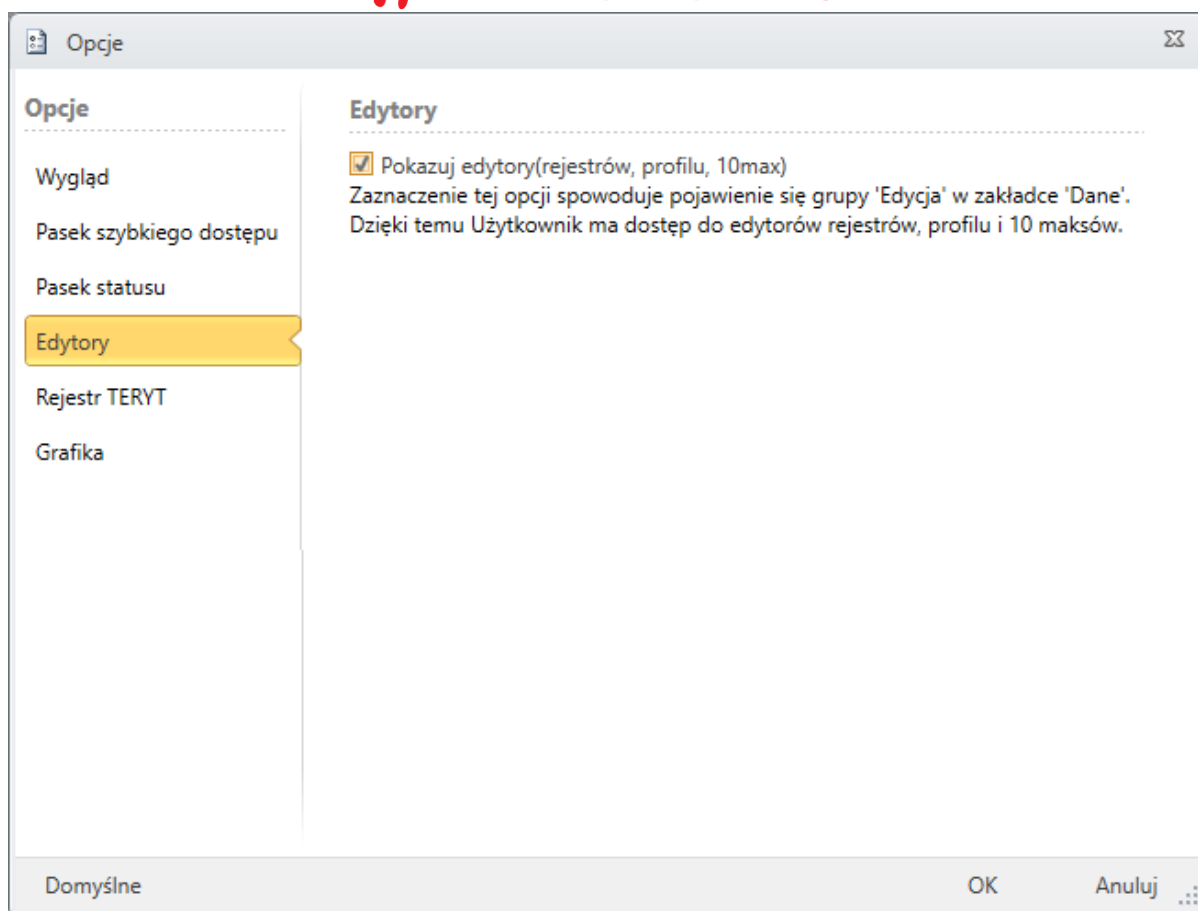 Opcje
Opcje
Wygląd
Pasek szybkiego dostępu
Pasek statusu
Edytory
Rejestr TERYT
Grafika
Edytory
Pokazuj edytory(rejestrów, profilu, 10max)
Zaznaczenie tej opcji spowoduje pojawienie się grupy 'Edycja' w zakładce 'Dane'.
Dzięki temu Użytkownik ma dostęp do edytorów rejestrów, profilu i 10 maksów.
Domyślne
OK
Anuluj